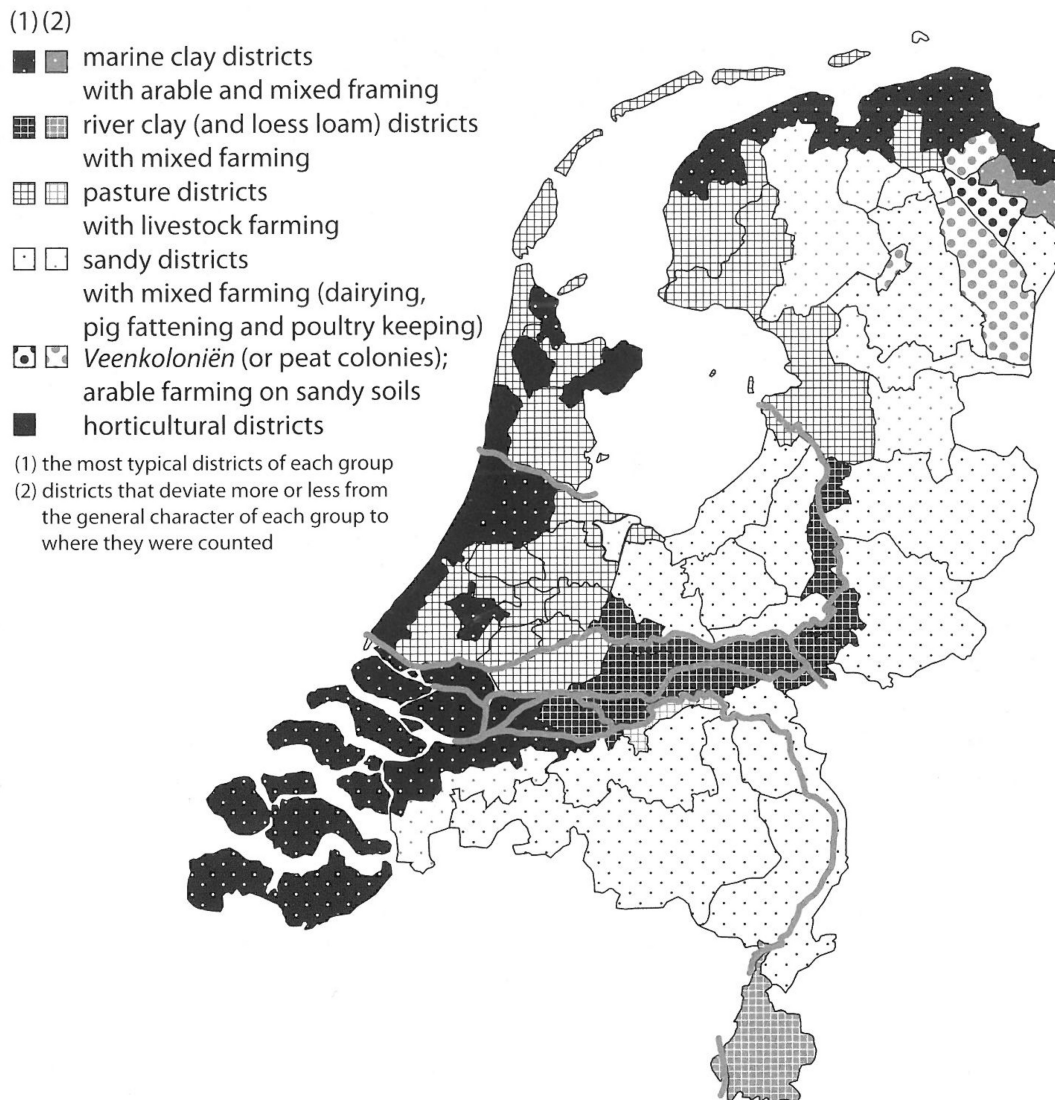 (1) (2)
marine clay districts
with arable and mixed framing
river clay (and loess loam) districts
with mixed farming
pasture districts
with livestock farming
sandy districts
with mixed farming (dairying,
pig fattening and poultry keeping)
Veenkoloniën (or peat colonies);
arable farming on sandy soils
horticultural districts
(1) the most typical districts of each group
(2) districts that deviate more or less from
the general character of each group to
where they were counted